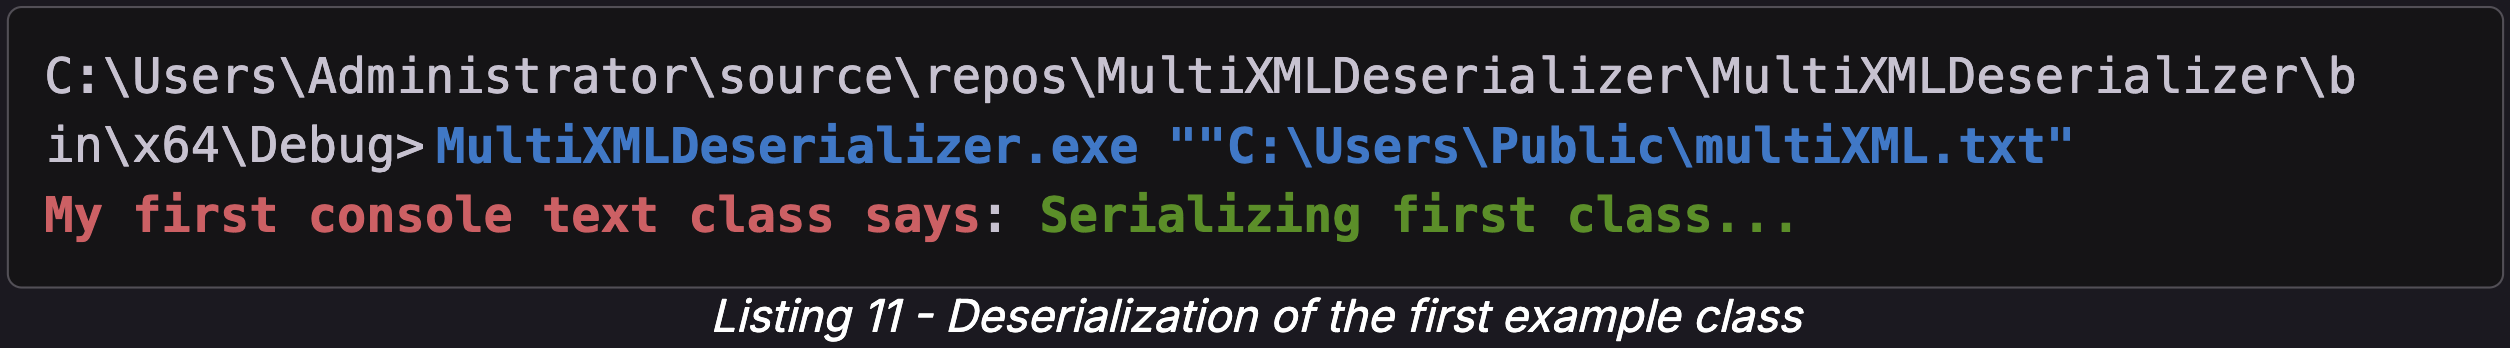 C:\Users\Administrator\source\repos\MultiXMLDeserializer\MultiXMLDeserializer\b
in\x64\Debug>MultiXMLDeserializer.exe ""C:\Users\Public\multiXML.txt"
My first console text class says: Serializing first class...
Listing 11 - Deserialization of the first example class